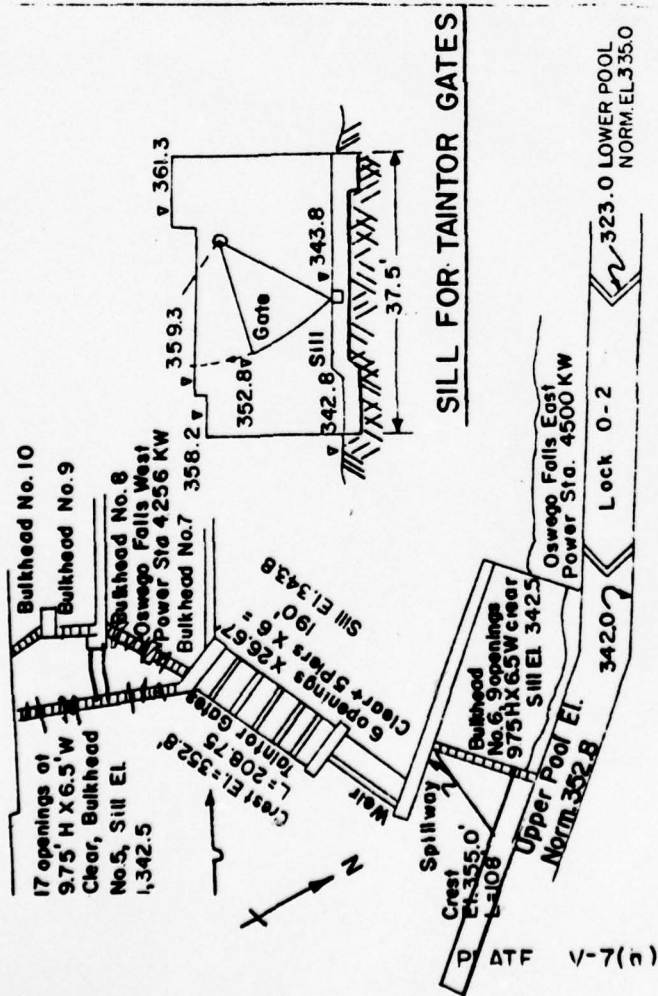 Bulkhead No. 10
Bulkhead No. 9
Bulkhead No. 8
Oswego Falls West
Power Sta 4,256 KW
Bulkhead No. 7
17 openings at
9.75' H X 6.5' W
Clear, Bulkhead
No. 5, Sill El.
1,342.5
Crest El.=352.8'
L = 208.75
Taintor Gates
6 openings X 26.67'
Clear + 5 Piers X 6 =
190'
Sill El. 343.8
Weir
N
358.2
359.3
361.3
352.8
Gate
342.8
Sill
343.8
37.5'
SILL FOR TAINTOR GATES
Spillway
Crest
El. 355.0'
L=108
Bulkhead
No. 6, 9 openings
9.75 H X 6.5 W clear
Sill El. 342.5
Oswego Falls East
Power Sta. 4500 KW
Upper Pool El.
Norm. 352.8
342.0
Lock O-2
323.0 LOWER POOL
NORM. EL. 335.0
P ATE V-7(n)